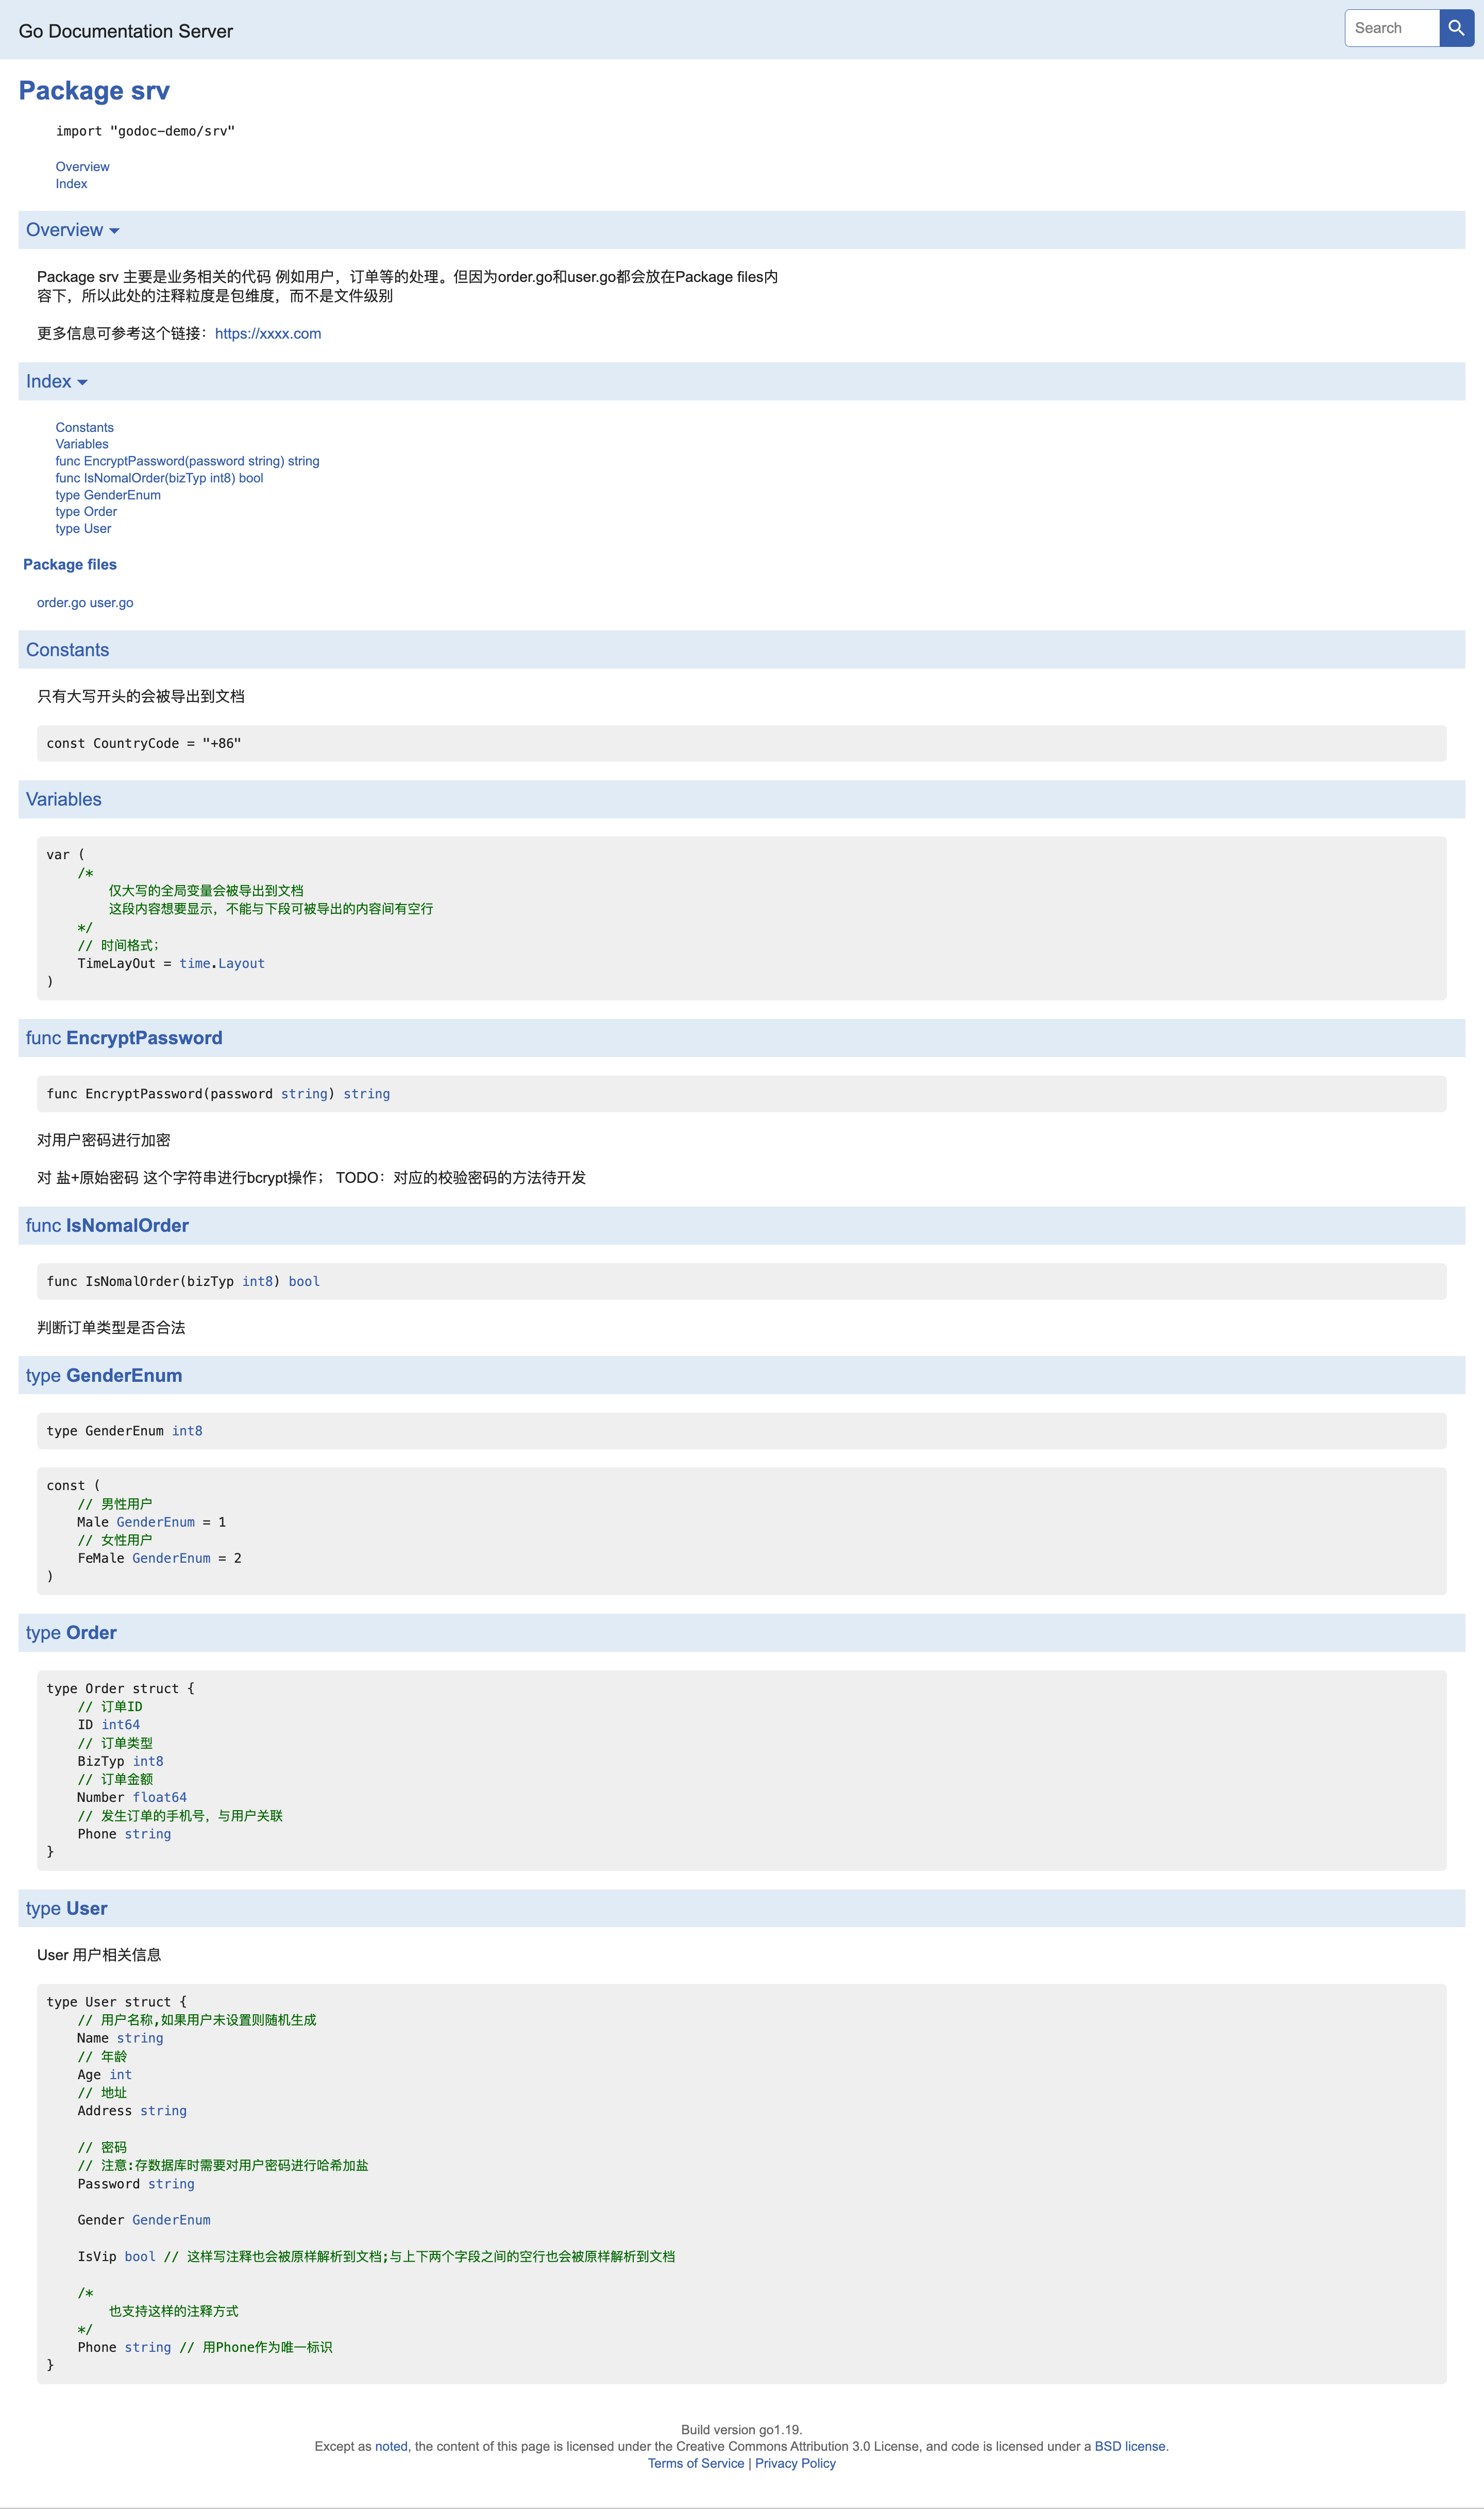 Go Documentation Server
Search
Package srv
import "godoc-demo/srv"
Overview
Index
Overview
Package srv 主要是业务相关的代码 例如用户，订单等的处理。但因为order.go和user.go都会放在Package files内
容下，所以此处的注释粒度是包维度，而不是文件级别
更多信息可参考这个链接：https://xxxx.com
Index
Constants
Variables
func EncryptPassword(password string) string
func IsNomalOrder(bizTyp int8) bool
type GenderEnum
type Order
type User
Package files
order.go user.go
Constants
只有大写开头的会被导出到文档
const CountryCode = "+86"
Variables
var (
    /*
        仅大写的全局变量会被导出到文档
        这段内容想要显示，不能与下段可被导出的内容间有空行
    */
    // 时间格式；
    TimeLayOut = time.Layout
)
func EncryptPassword
func EncryptPassword(password string) string
对用户密码进行加密
对 盐+原始密码 这个字符串进行bcrypt操作； TODO：对应的校验密码的方法待开发
func IsNomalOrder
func IsNomalOrder(bizTyp int8) bool
判断订单类型是否合法
type GenderEnum
type GenderEnum int8
const (
    // 男性用户
    Male GenderEnum = 1
    // 女性用户
    FeMale GenderEnum = 2
)
type Order
type Order struct {
    // 订单ID
    ID int64
    // 订单类型
    BizTyp int8
    // 订单金额
    Number float64
    // 发生订单的手机号，与用户关联
    Phone string
}
type User
User 用户相关信息
type User struct {
    // 用户名称,如果用户未设置则随机生成
    Name string
    // 年龄
    Age int
    // 地址
    Address string
    // 密码
    // 注意:存数据库时需要对用户密码进行哈希加盐
    Password string
    Gender GenderEnum
    IsVip bool // 这样写注释也会被原样解析到文档;与上下两个字段之间的空行也会被原样解析到文档
    /*
        也支持这样的注释方式
    */
    Phone string // 用Phone作为唯一标识
}
Build version go1.19.
Except as noted, the content of this page is licensed under the Creative Commons Attribution 3.0 License, and code is licensed under a BSD license.
Terms of Service | Privacy Policy